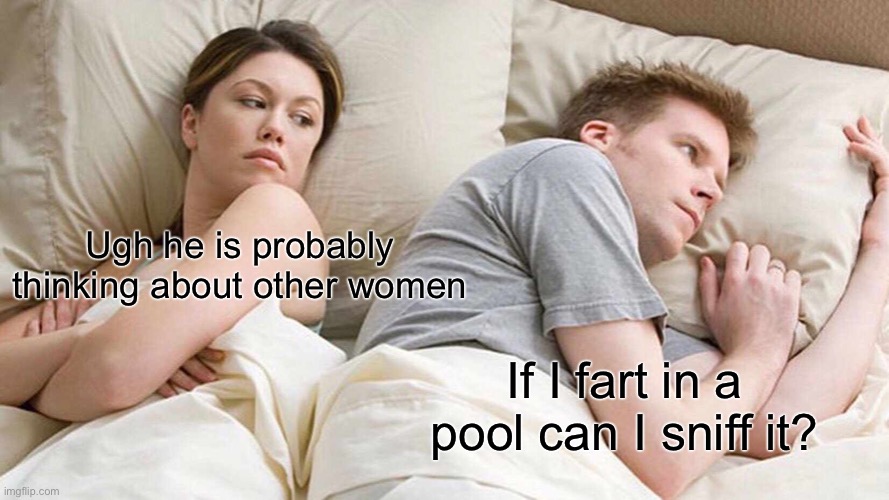 Ugh he is probably
thinking about other women
If I fart in a
pool can I sniff it?
imgflip.com